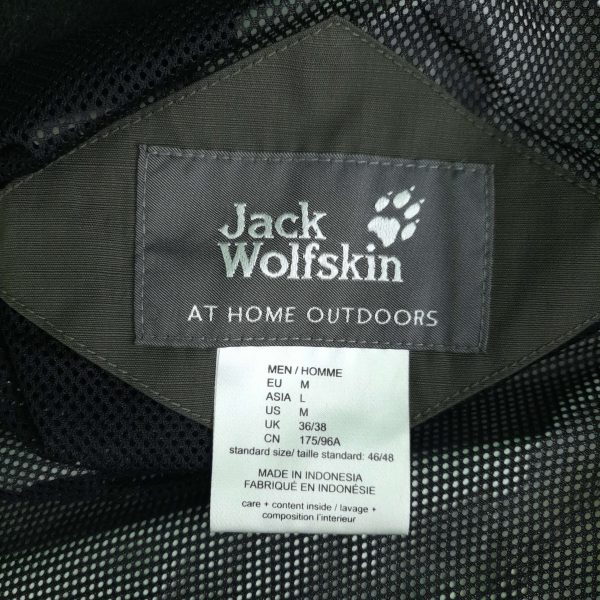 Jack
Wolfskin
AT HOME OUTDOORS
MEN / HOMME
EU M
ASIA L
US M
UK 36/38
CN 175/96A
standard size/ taille standard: 46/48
MADE IN INDONESIA
FABRIQUÉ EN INDONÉSIE
care + content inside / lavage +
composition l'interieur